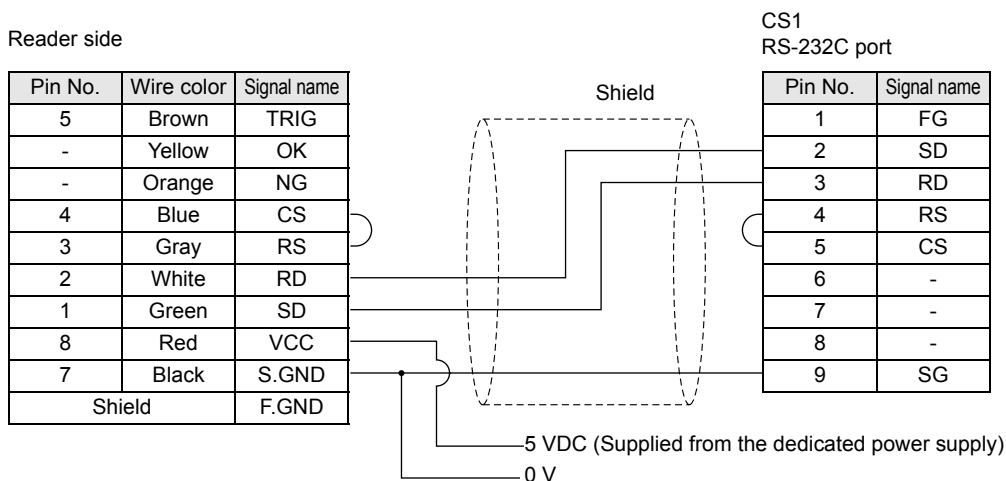 CS1
RS-232C port
Reader side
Pin No. Wire color Signal name
5 Brown TRIG
- Yellow OK
- Orange NG
4 Blue CS
3 Gray RS
2 White RD
1 Green SD
8 Red VCC
7 Black S.GND
Shield F.GND
Shield
Pin No. Signal name
1 FG
2 SD
3 RD
4 RS
5 CS
6 -
7 -
8 -
9 SG
5 VDC (Supplied from the dedicated power supply)
0 V